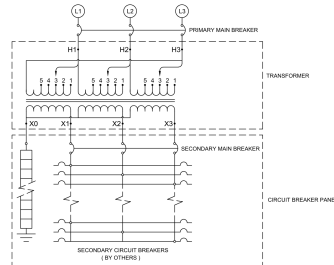 L1 L2 L3
PRIMARY MAIN BREAKER
H1 H2 H3
TRANSFORMER
5 4 3 2 1 5 4 3 2 1 5 4 3 2 1
X0 X1 X2 X3
SECONDARY MAIN BREAKER
CIRCUIT BREAKER PANE
SECONDARY CIRCUIT BREAKERS
( BY OTHERS )